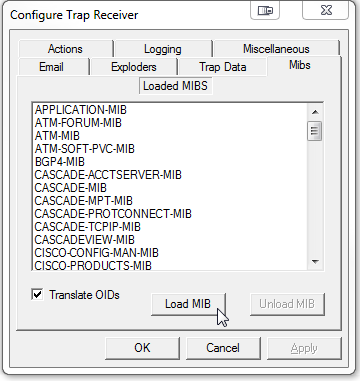 Configure Trap Receiver
Actions Logging Miscellaneous
Email Exploders Trap Data Mibs
Loaded MIBS
APPLICATION-MIB
ATM-FORUM-MIB
ATM-MIB
ATM-SOFT-PVC-MIB
BGP4-MIB
CASCADE-ACCTSERVER-MIB
CASCADE-MIB
CASCADE-MPT-MIB
CASCADE-PROTCONNECT-MIB
CASCADE-TCPIP-MIB
CASCADEVIEW-MIB
CISCO-CONFIG-MAN-MIB
CISCO-PRODUCTS-MIB
Translate OIDs Load MIB Unload MIB
OK Cancel Apply